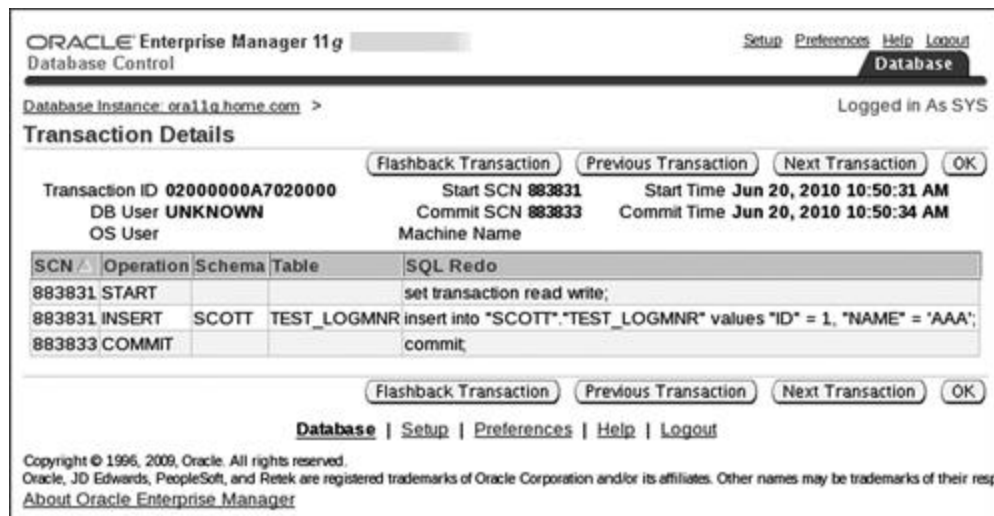 ORACLE Enterprise Manager 11g
Setup Preferences Help Logout
Database Control
Database
Database Instance: ora11g.home.com >
Logged in As SYS
Transaction Details
Flashback Transaction Previous Transaction Next Transaction OK
Transaction ID 02000000A7020000 Start SCN 883831 Start Time Jun 20, 2010 10:50:31 AM
DB User UNKNOWN Commit SCN 883833 Commit Time Jun 20, 2010 10:50:34 AM
OS User Machine Name
SCN Operation Schema Table SQL Redo
883831 START set transaction read write;
883831 INSERT SCOTT TEST_LOGMNR insert into "SCOTT"."TEST_LOGMNR" values "ID" = 1, "NAME" = 'AAA';
883833 COMMIT commit;
Flashback Transaction Previous Transaction Next Transaction OK
Database | Setup | Preferences | Help | Logout
Copyright © 1996, 2009, Oracle. All rights reserved.
Oracle, JD Edwards, PeopleSoft, and Retek are registered trademarks of Oracle Corporation and/or its affiliates. Other names may be trademarks of their resp
About Oracle Enterprise Manager